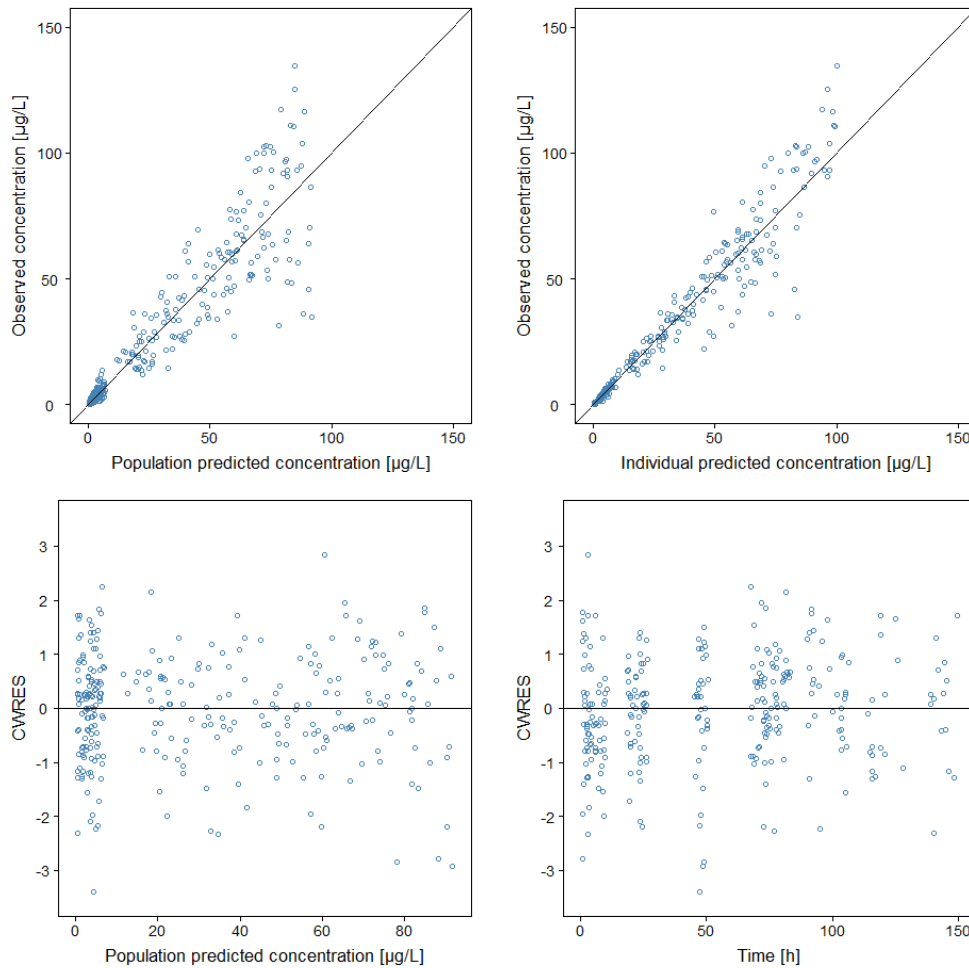 150
100
50
0
Observed concentration [µg/L]
0 50 100 150
Population predicted concentration [µg/L]
150
100
50
0
Observed concentration [µg/L]
0 50 100 150
Individual predicted concentration [µg/L]
3
2
1
0
-1
-2
-3
CWRES
0 20 40 60 80
Population predicted concentration [µg/L]
3
2
1
0
-1
-2
-3
CWRES
0 50 100 150
Time [h]